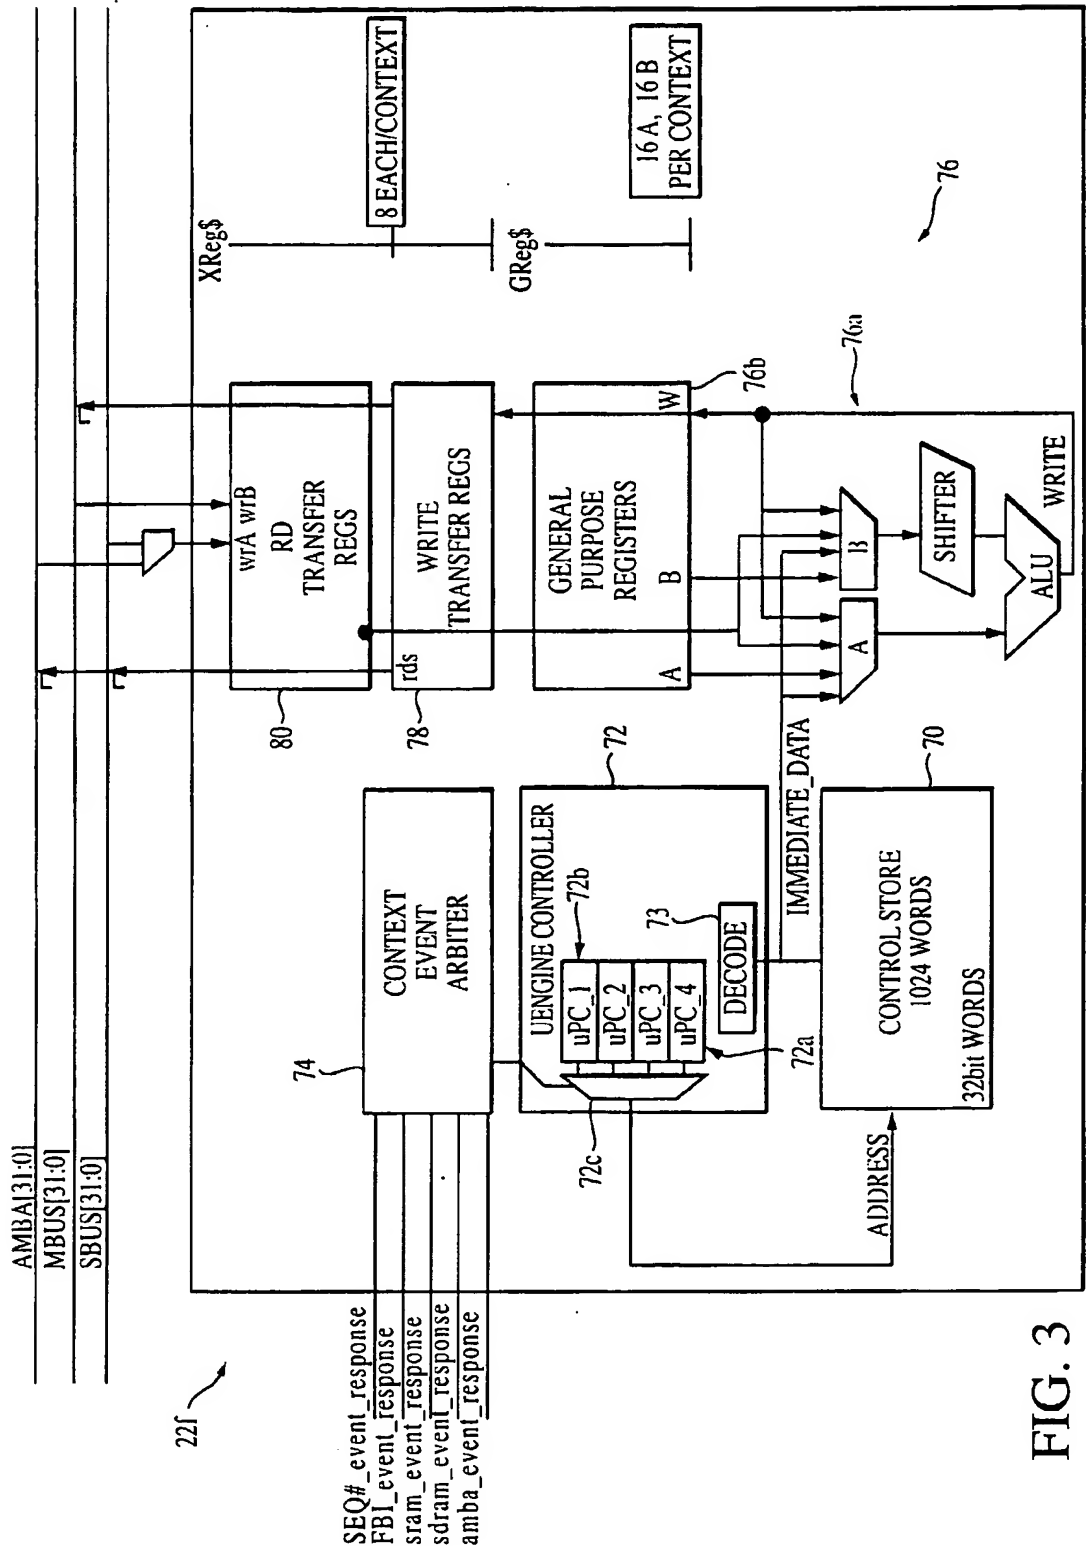 AMBA[31:0]
MBUS[31:0]
SBUS[31:0]
22f
SEQ#_event_response
FBI_event_response
sram_event_response
sdram_event_response
amba_event_response
74
CONTEXT
EVENT
ARBITER
80
wrA wrB
RD
TRANSFER
REGS
XReg$
8 EACH/CONTEXT
78
rds
WRITE
TRANSFER REGS
GReg$
16 A, 16 B
PER CONTEXT
72
UENGINE CONTROLLER
72b
uPC_1
uPC_2
uPC_3
uPC_4
72c
72a
73
DECODE
GENERAL
PURPOSE
REGISTERS
A
B
W
76b
76
IMMEDIATE_DATA
76a
A
B
SHIFTER
ALU
WRITE
ADDRESS
70
CONTROL STORE
1024 WORDS
32bit WORDS
FIG. 3